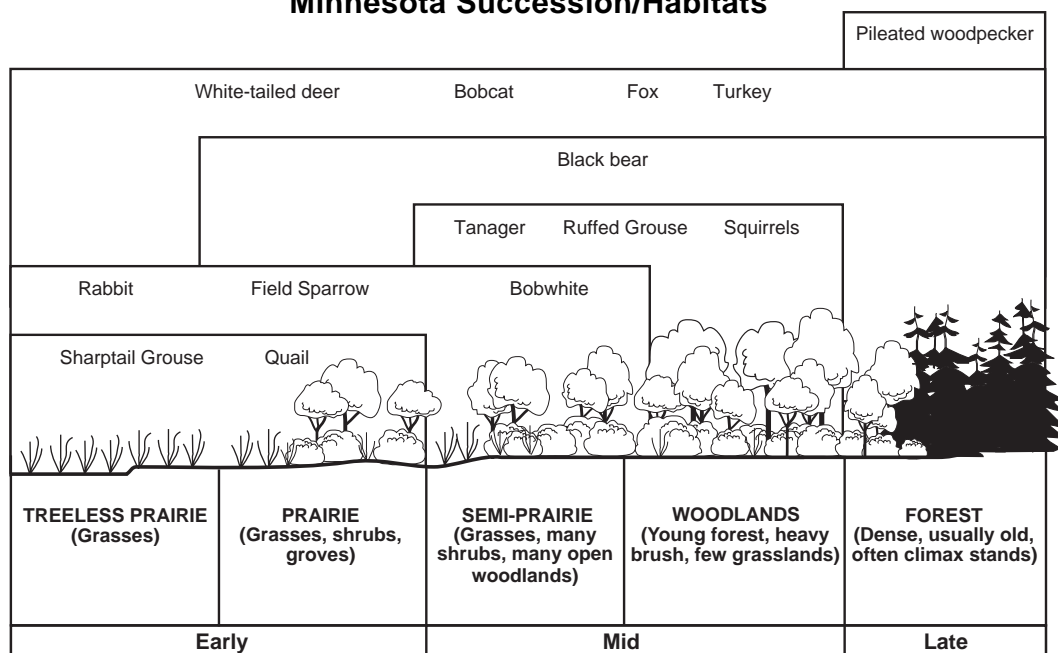 Minnesota Succession/Habitats
Pileated woodpecker
White-tailed deer Bobcat Fox Turkey
Black bear
Tanager Ruffed Grouse Squirrels
Rabbit Field Sparrow Bobwhite
Sharptail Grouse Quail
TREELESS PRAIRIE
(Grasses)
PRAIRIE
(Grasses, shrubs,
groves)
SEMI-PRAIRIE
(Grasses, many
shrubs, many open
woodlands)
WOODLANDS
(Young forest, heavy
brush, few grasslands)
FOREST
(Dense, usually old,
often climax stands)
Early Mid Late